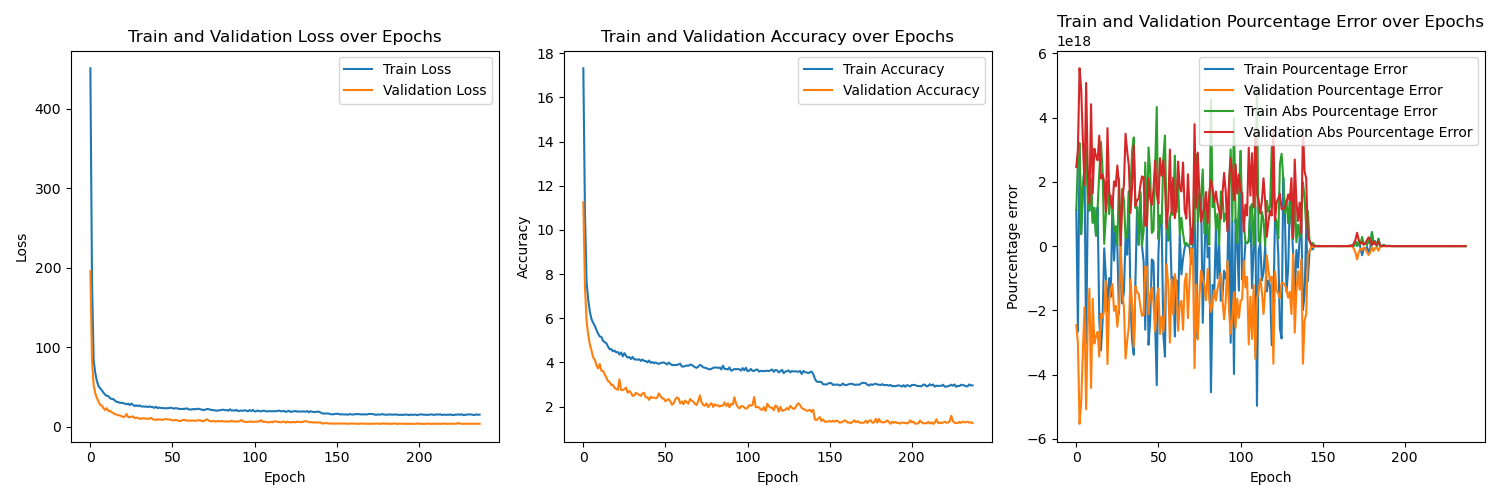 Train and Validation Loss over Epochs
Train Loss
Validation Loss
400
300
200
100
0
Loss
0 50 100 150 200
Epoch
Train and Validation Accuracy over Epochs
Train Accuracy
Validation Accuracy
18
16
14
12
10
8
6
4
2
Accuracy
0 50 100 150 200
Epoch
Train and Validation Pourcentage Error over Epochs
1e18
Train Pourcentage Error
Validation Pourcentage Error
Train Abs Pourcentage Error
Validation Abs Pourcentage Error
6
4
2
0
−2
−4
−6
Pourcentage error
0 50 100 150 200
Epoch